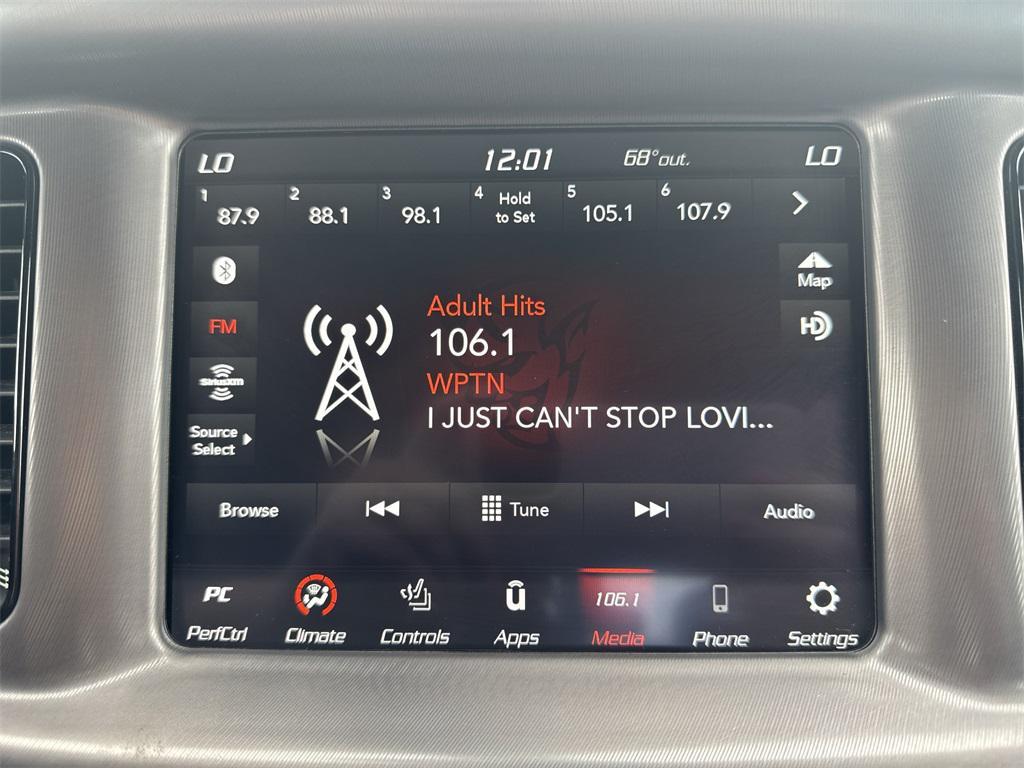 LO 12:01 68° out. LO
1 87.9 2 88.1 3 98.1 4 Hold to Set 5 105.1 6 107.9
Map
HD
FM
SiriusXM
Source
Select
Adult Hits
106.1
WPTN
I JUST CAN'T STOP LOVI...
Browse Tune Audio
PC ü 106.1
PerfCtrl Climate Controls Apps Media Phone Settings